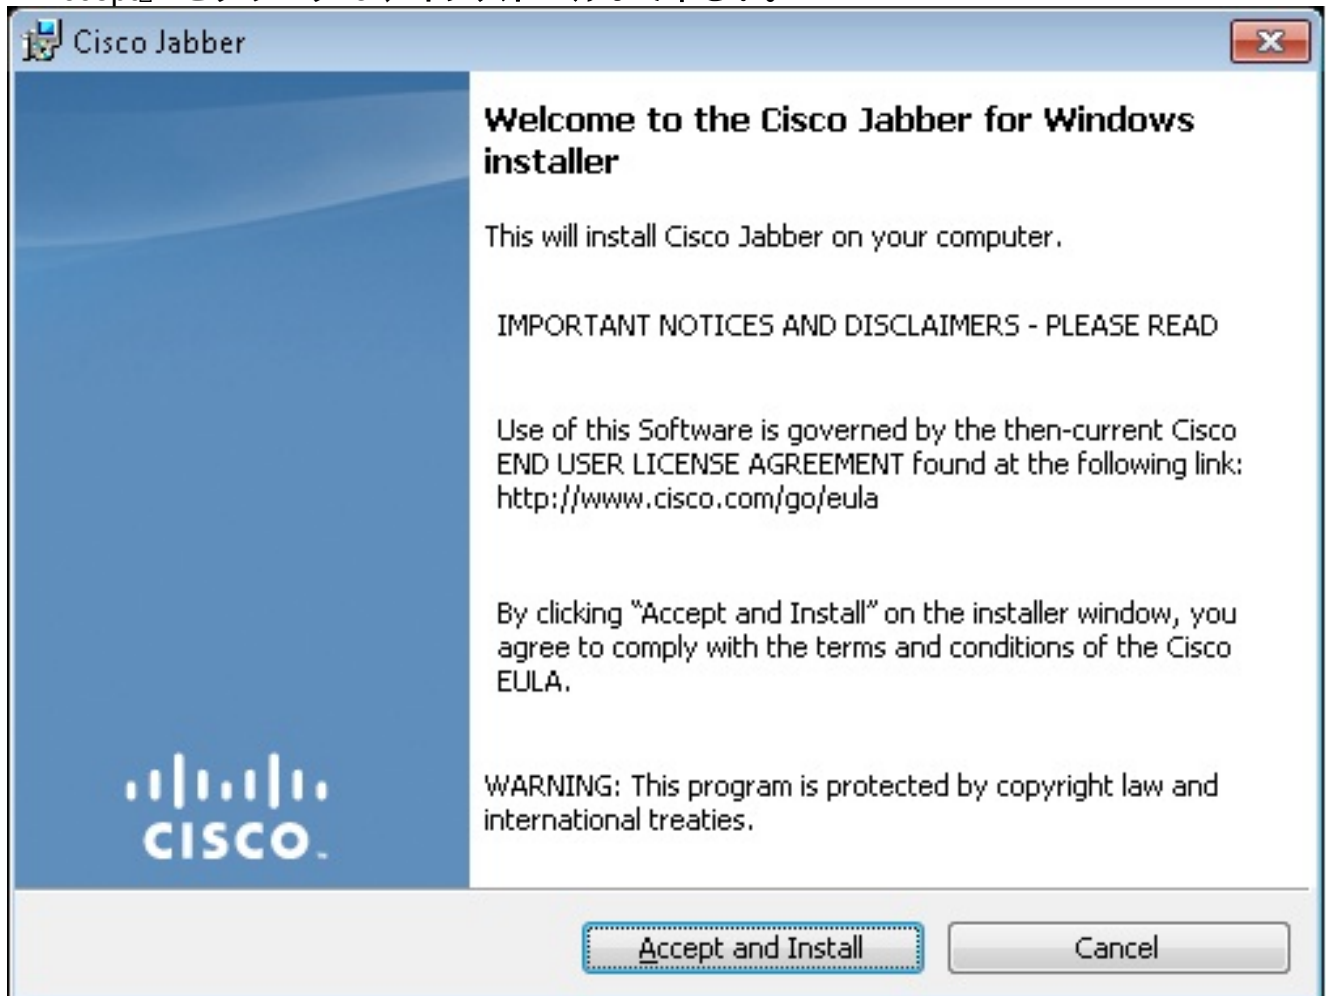 Cisco Jabber
Welcome to the Cisco Jabber for Windows
installer
This will install Cisco Jabber on your computer.
IMPORTANT NOTICES AND DISCLAIMERS - PLEASE READ
Use of this Software is governed by the then-current Cisco
END USER LICENSE AGREEMENT found at the following link:
http://www.cisco.com/go/eula
By clicking “Accept and Install” on the installer window, you
agree to comply with the terms and conditions of the Cisco
EULA.
WARNING: This program is protected by copyright law and
international treaties.
CISCO
Accept and Install
Cancel